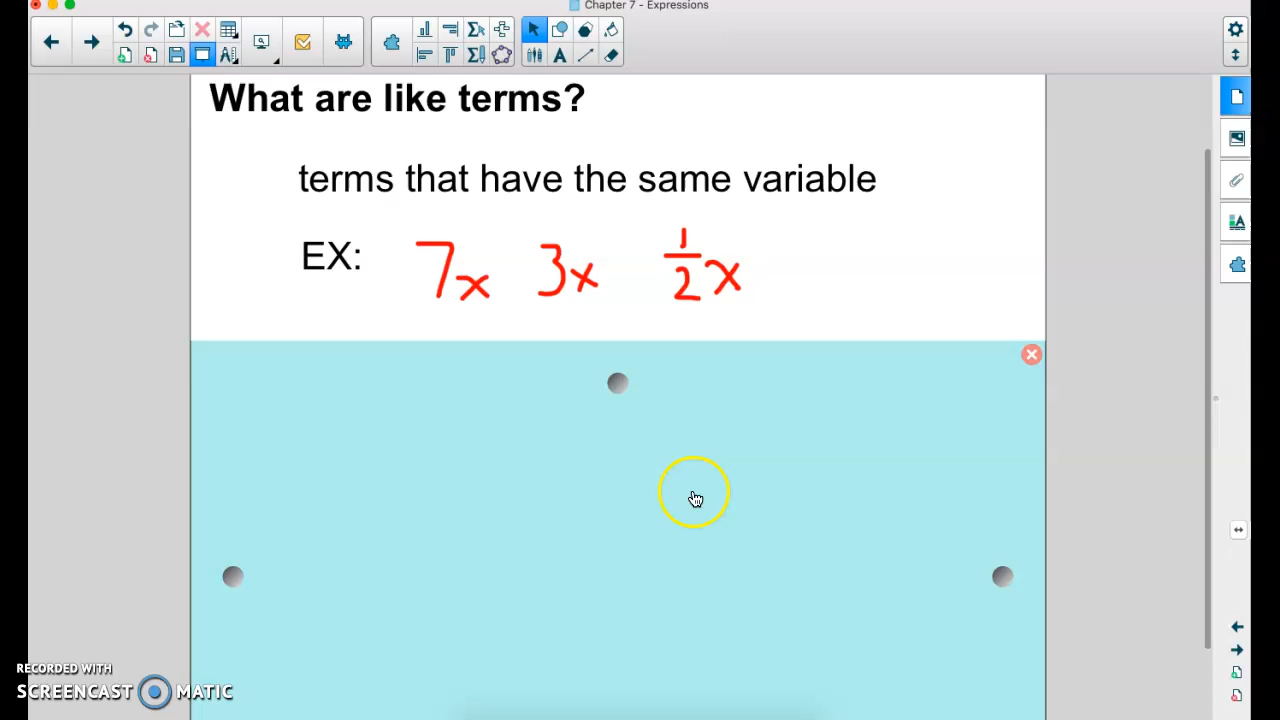 Chapter 7 - Expressions
What are like terms?
terms that have the same variable
EX: 7x 3x 1/2x
RECORDED WITH
SCREENCAST MATIC